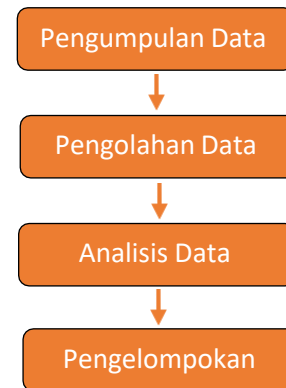 Pengumpulan Data
Pengolahan Data
Analisis Data
Pengelompokan